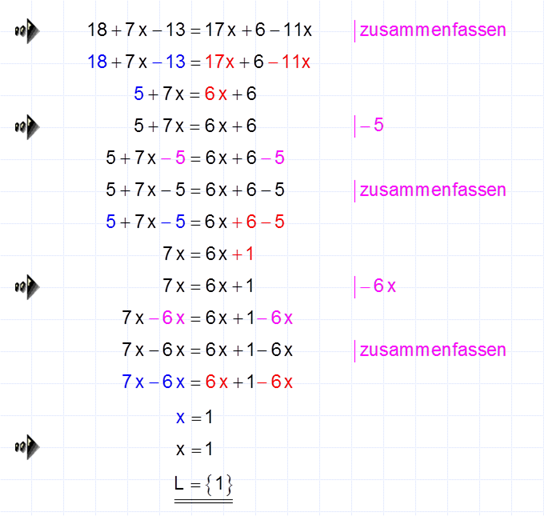 18+7x−13=17x+6−11x |zusammenfassen
18+7x−13=17x+6−11x
5+7x=6x+6
5+7x=6x+6 |−5
5+7x−5=6x+6−5
5+7x−5=6x+6−5 |zusammenfassen
5+7x−5=6x+6−5
7x=6x+1
7x=6x+1 |−6x
7x−6x=6x+1−6x
7x−6x=6x+1−6x |zusammenfassen
7x−6x=6x+1−6x
x=1
x=1
L={1}